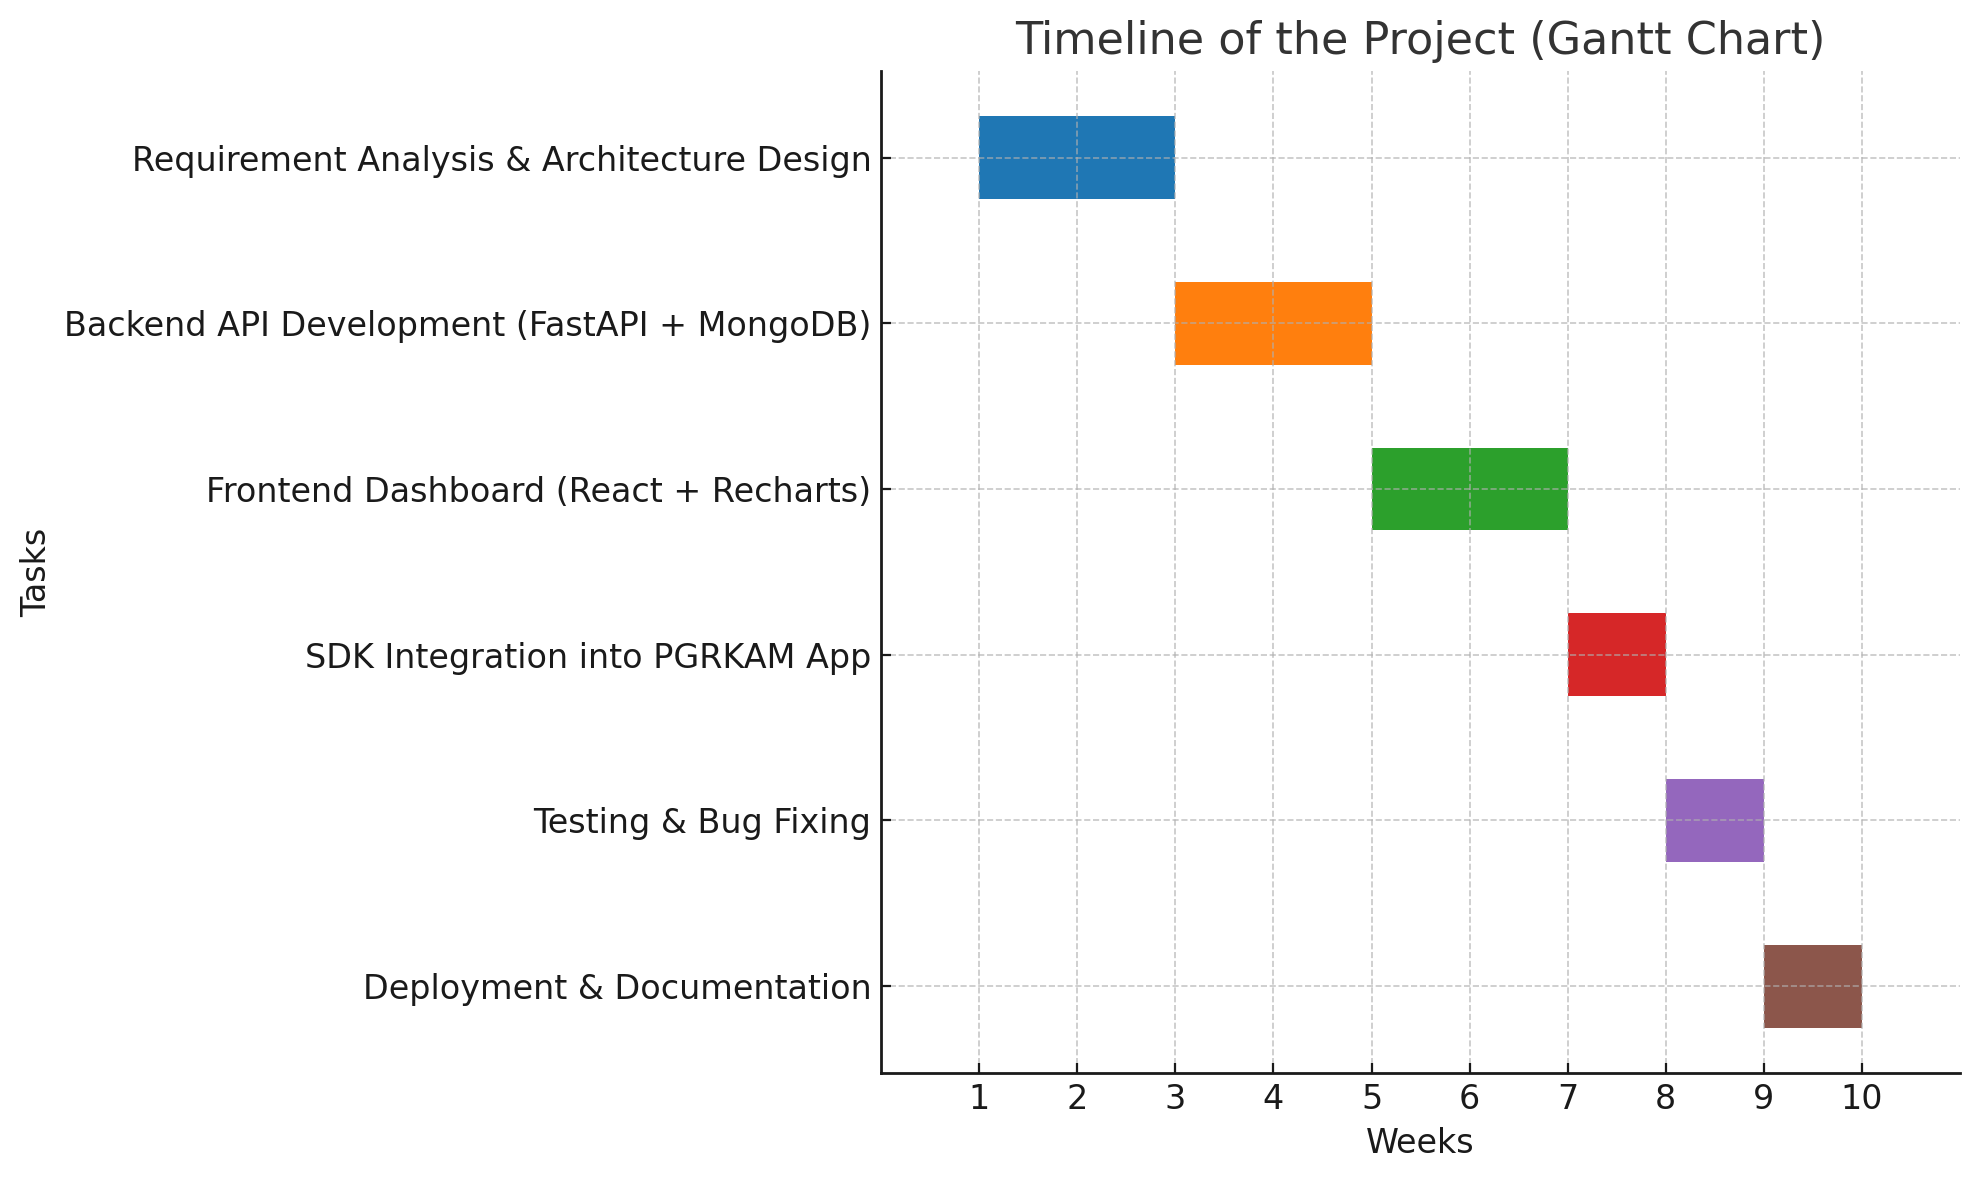 Timeline of the Project (Gantt Chart)
Requirement Analysis & Architecture Design
Backend API Development (FastAPI + MongoDB)
Frontend Dashboard (React + Recharts)
SDK Integration into PGRKAM App
Testing & Bug Fixing
Deployment & Documentation
Tasks
1 2 3 4 5 6 7 8 9 10
Weeks